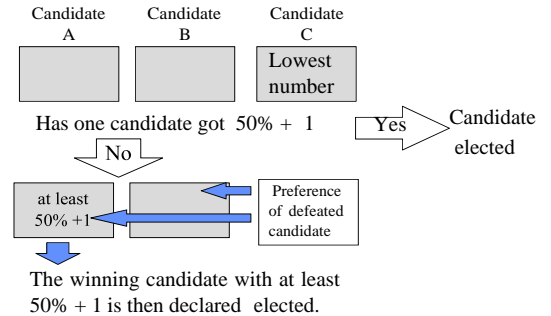 Candidate Candidate Candidate
A B C
Lowest
number
Has one candidate got 50% + 1
Yes
Candidate
elected
No
at least
50% +1
Preference
of defeated
candidate
The winning candidate with at least
50% + 1 is then declared elected.